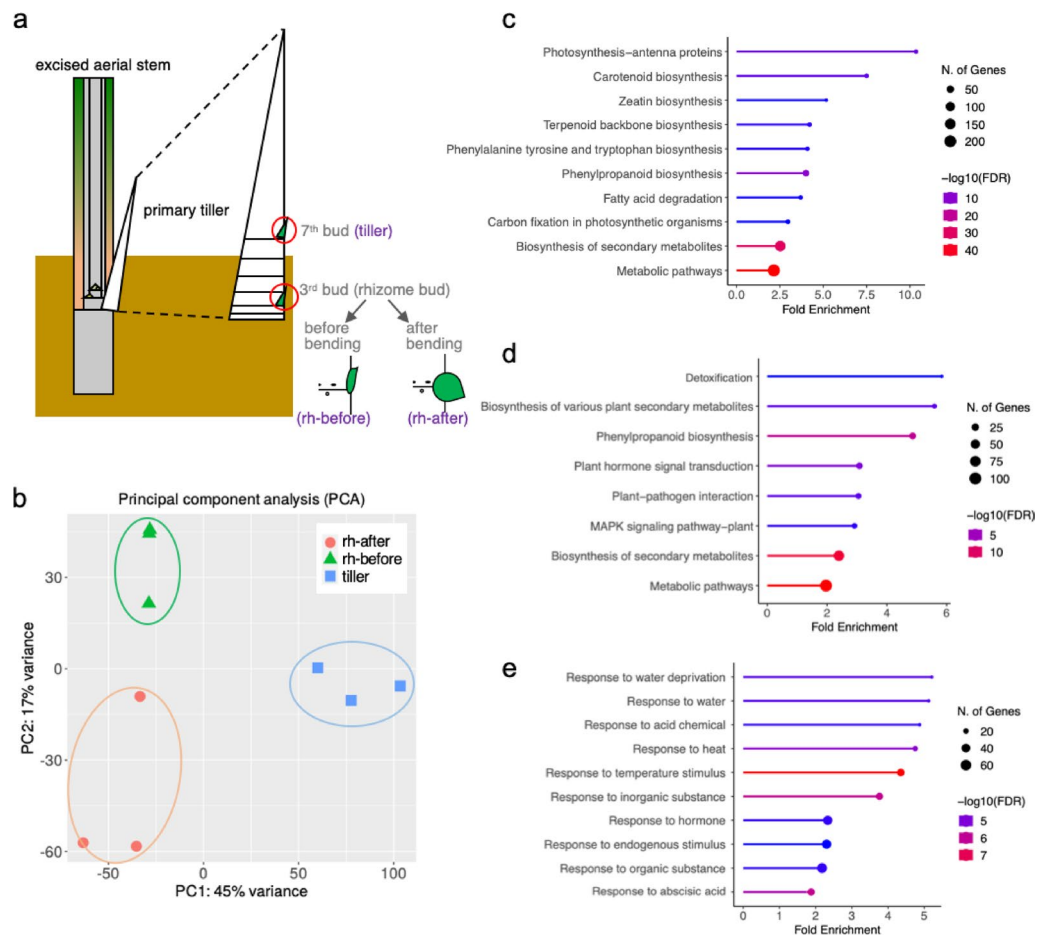 a
excised aerial stem
primary tiller
7th bud (tiller)
3rd bud (rhizome bud)
before
bending
after
bending
(rh-before)
(rh-after)
b
Principal component analysis (PCA)
rh-after
rh-before
tiller
PC2: 17% variance
30
0
-30
-60
-50
0
50
100
PC1: 45% variance
c
Photosynthesis−antenna proteins
Carotenoid biosynthesis
Zeatin biosynthesis
Terpenoid backbone biosynthesis
Phenylalanine tyrosine and tryptophan biosynthesis
Phenylpropanoid biosynthesis
Fatty acid degradation
Carbon fixation in photosynthetic organisms
Biosynthesis of secondary metabolites
Metabolic pathways
0.0 2.5 5.0 7.5 10.0
Fold Enrichment
N. of Genes
50
100
150
200
−log10(FDR)
10
20
30
40
d
Detoxification
Biosynthesis of various plant secondary metabolites
Phenylpropanoid biosynthesis
Plant hormone signal transduction
Plant−pathogen interaction
MAPK signaling pathway−plant
Biosynthesis of secondary metabolites
Metabolic pathways
0 2 4 6
Fold Enrichment
N. of Genes
25
50
75
100
−log10(FDR)
5
10
e
Response to water deprivation
Response to water
Response to acid chemical
Response to heat
Response to temperature stimulus
Response to inorganic substance
Response to hormone
Response to endogenous stimulus
Response to organic substance
Response to abscisic acid
0 1 2 3 4 5
Fold Enrichment
N. of Genes
20
40
60
−log10(FDR)
5
6
7